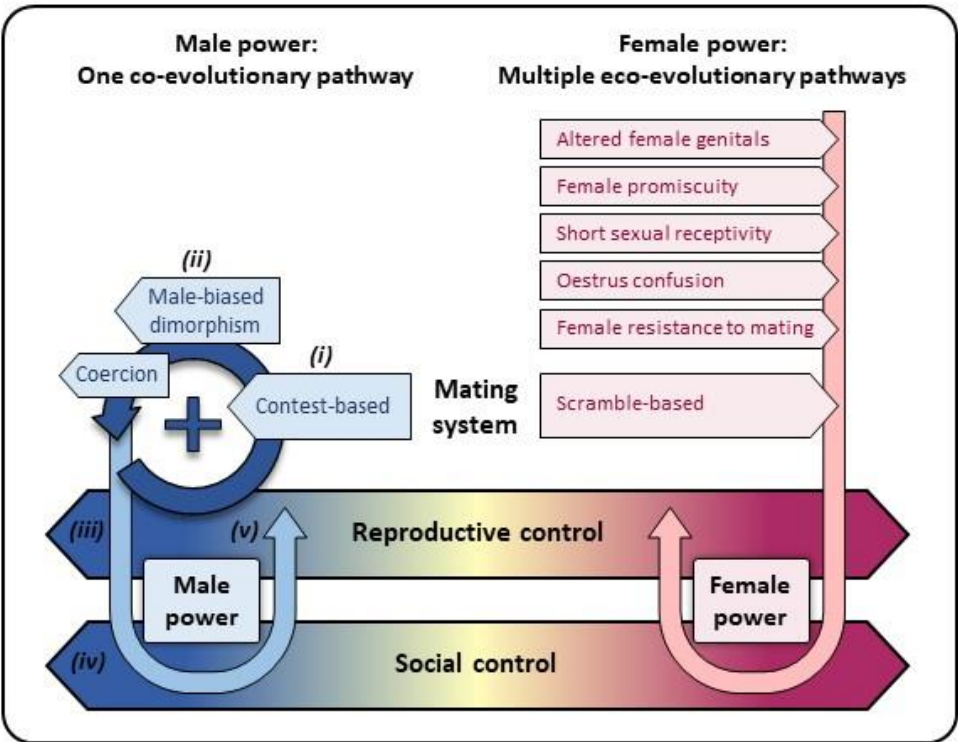 Male power:
One co-evolutionary pathway
Female power:
Multiple eco-evolutionary pathways
Altered female genitals
Female promiscuity
Short sexual receptivity
Oestrus confusion
Female resistance to mating
(ii)
Male-biased
dimorphism
Coercion
(i)
Contest-based
+
Mating
system
Scramble-based
(iii)
(v)
Reproductive control
Male
power
Female
power
(iv)
Social control